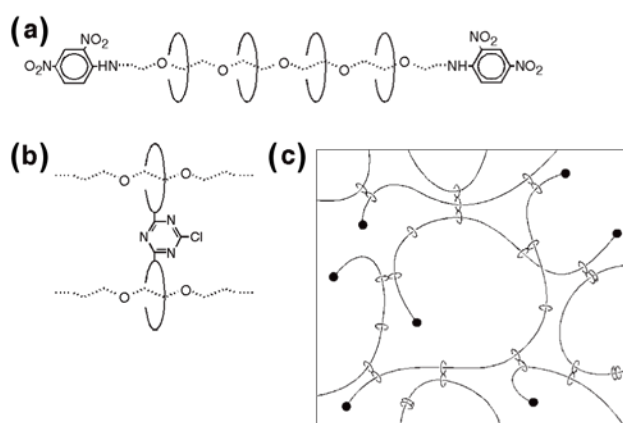 (a)
NO₂
O₂N HN O O O O O NH NO₂
NO₂
(b)
O O
N
N Cl
N
O O
(c)